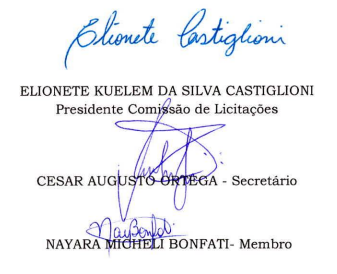 Elionete Castiglioni
ELIONETE KUELEM DA SILVA CASTIGLIONI
Presidente Comissão de Licitações
CESAR AUGUSTO ORTEGA - Secretário
NayBonfati
NAYARA MICHELI BONFATI- Membro